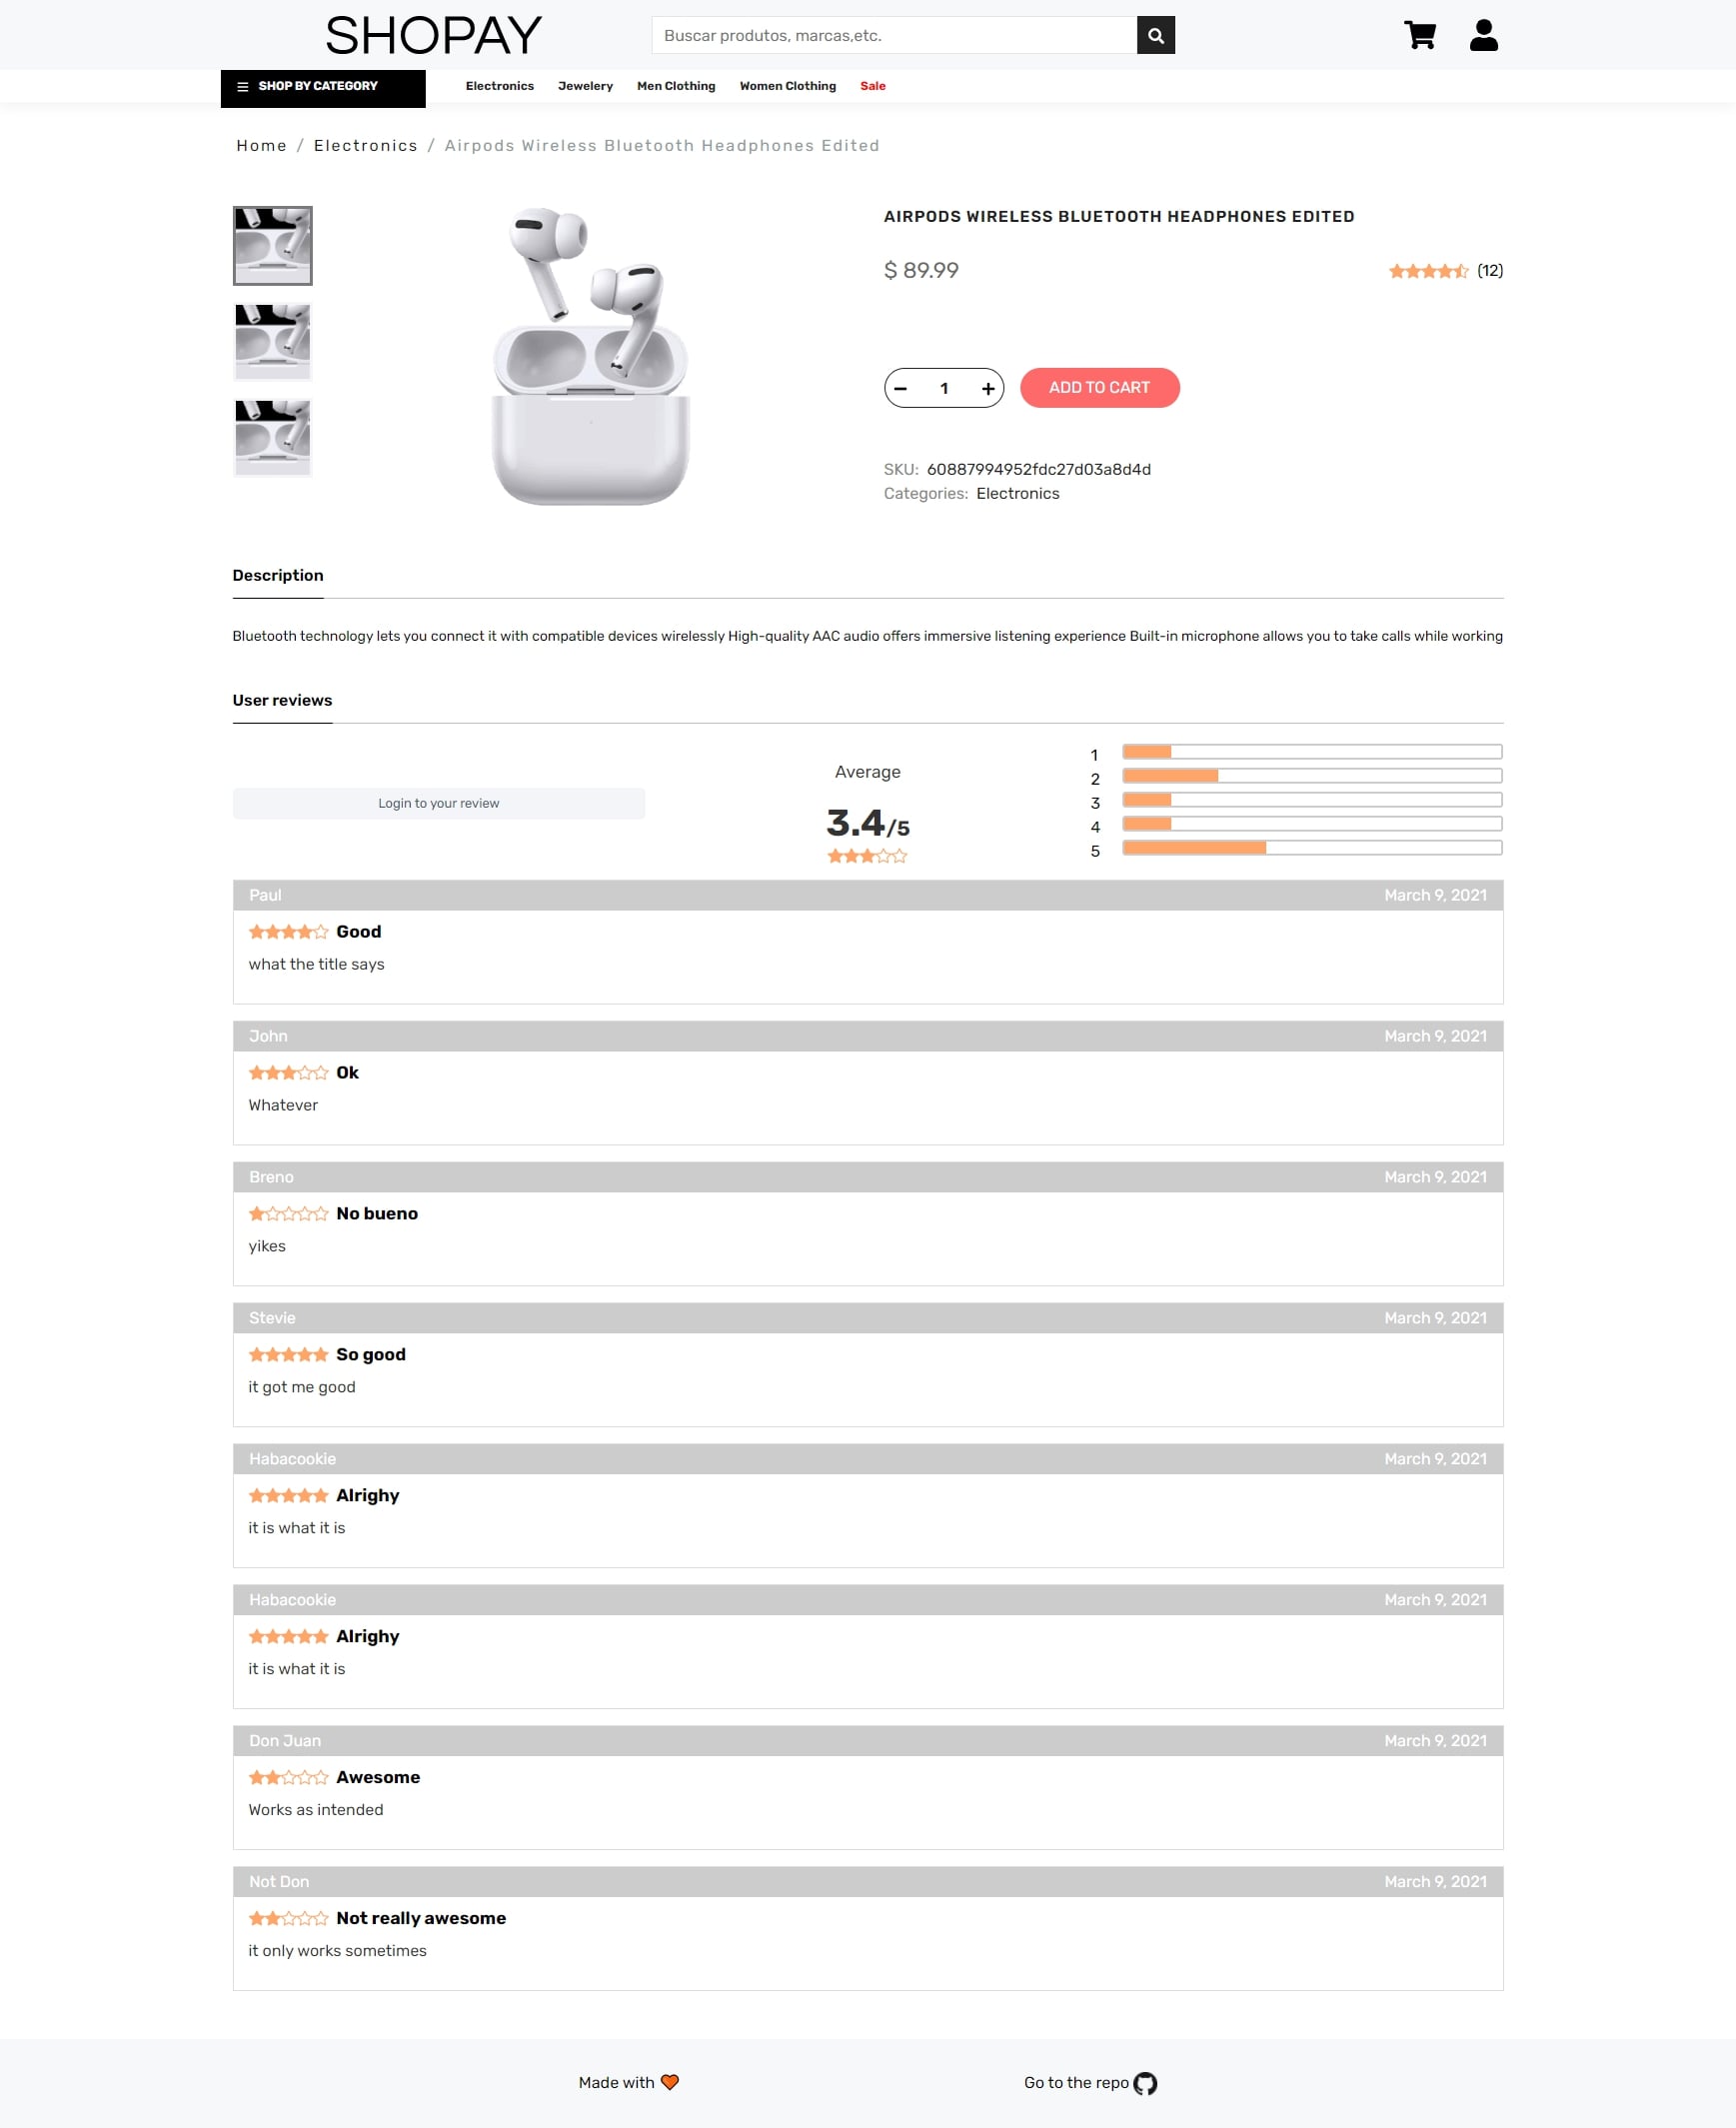 SHOPAY
Buscar produtos, marcas,etc.
SHOP BY CATEGORY
Electronics
Jewelery
Men Clothing
Women Clothing
Sale
Home / Electronics / Airpods Wireless Bluetooth Headphones Edited
AIRPODS WIRELESS BLUETOOTH HEADPHONES EDITED
$ 89.99
(12)
1
ADD TO CART
SKU: 60887994952fdc27d03a8d4d
Categories: Electronics
Description
Bluetooth technology lets you connect it with compatible devices wirelessly High-quality AAC audio offers immersive listening experience Built-in microphone allows you to take calls while working
User reviews
Login to your review
Average
3.4/5
1
2
3
4
5
Paul March 9, 2021
Good
what the title says
John March 9, 2021
Ok
Whatever
Breno March 9, 2021
No bueno
yikes
Stevie March 9, 2021
So good
it got me good
Habacookie March 9, 2021
Alrighy
it is what it is
Habacookie March 9, 2021
Alrighy
it is what it is
Don Juan March 9, 2021
Awesome
Works as intended
Not Don March 9, 2021
Not really awesome
it only works sometimes
Made with
Go to the repo